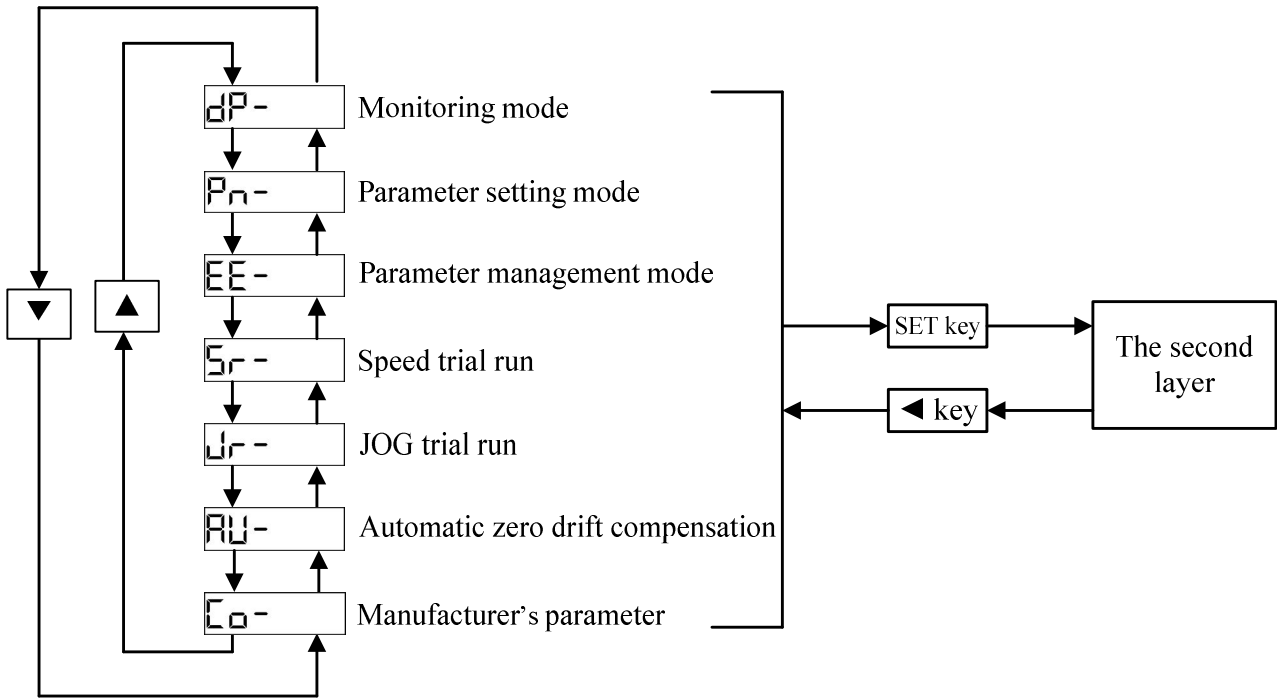 dP-
Monitoring mode
Pn-
Parameter setting mode
EE-
Parameter management mode
▼
▲
SET key
Sr-
Speed trial run
The second
layer
◄ key
Jr-
JOG trial run
AU-
Automatic zero drift compensation
Co-
Manufacturer's parameter